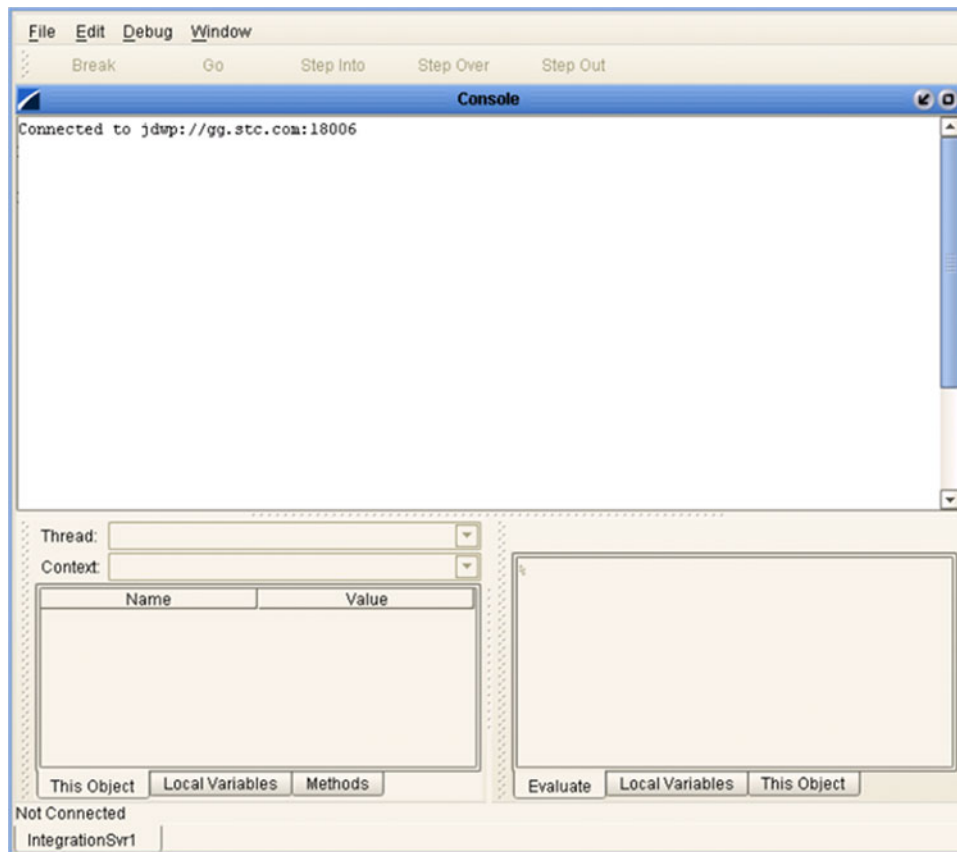 File Edit Debug Window
Break Go Step Into Step Over Step Out
Console
Connected to jdwp://gg.stc.com:18006
Thread:
Context:
Name Value
%
This Object Local Variables Methods
Evaluate Local Variables This Object
Not Connected
IntegrationSvr1